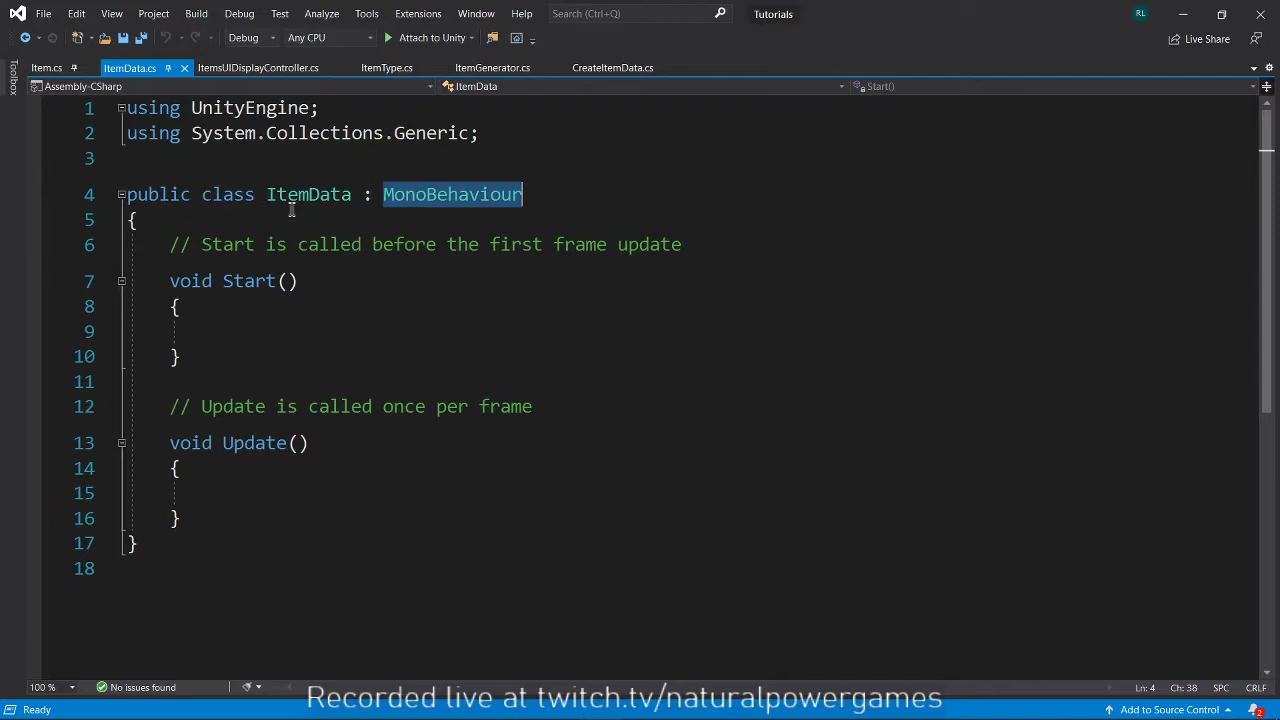 File Edit View Project Build Debug Test Analyze Tools Extensions Window Help Search (Ctrl+Q) Tutorials RL
Debug Any CPU Attach to Unity Live Share
Item.cs ItemData.cs ItemsUIDisplayController.cs ItemType.cs ItemGenerator.cs CreateItemData.cs
Toolbox
Assembly-CSharp ItemData Start()
1 using UnityEngine;
2 using System.Collections.Generic;
3
4 public class ItemData : MonoBehaviour
5 {
6 // Start is called before the first frame update
7 void Start()
8 {
9
10 }
11
12 // Update is called once per frame
13 void Update()
14 {
15
16 }
17 }
18
100 % No issues found Ln: 4 Ch: 38 SPC CRLF
Recorded live at twitch.tv/naturalpowergames
Ready Add to Source Control 2